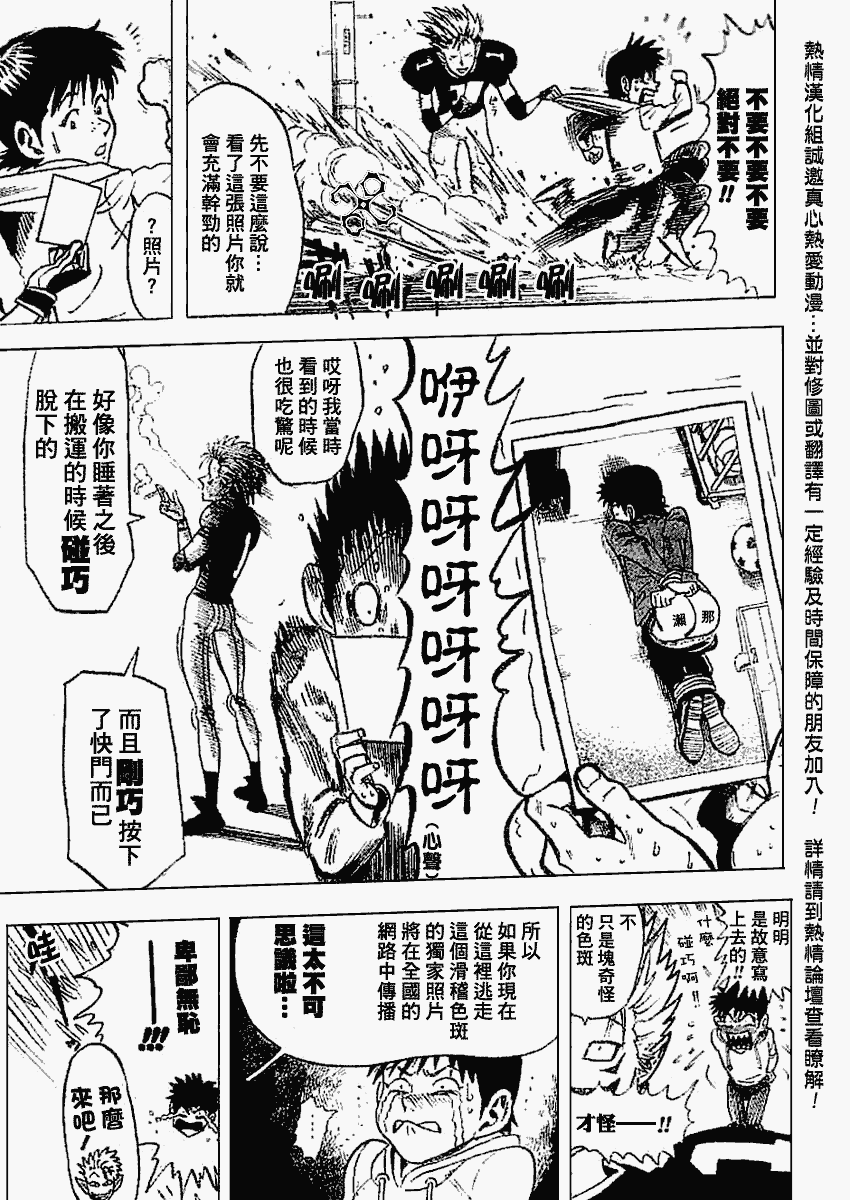 不要不要不要
絕對不要!!
先不要這麼說…
看了這張照片你就
會充滿幹勁的
唰唰唰唰唰
?照片?
那
瀨
咿呀呀呀呀呀呀
(心聲)
哎呀我當時
看到的時候
也很吃驚呢
好像你睡著之後
在搬運的時候碰巧
脫下的
而且剛巧按下
了快門而已
明明
是故意寫
上去的!!
什麼
碰巧啊!!
不
只是塊奇怪
的色斑
才怪——!!
所以
如果你現在
從這裡逃走
這個滑稽色斑
的獨家照片
將在全國的
網路中傳播
這太不可
思議啦…
卑鄙無恥
——!!!
哇
那麼
來吧!
熱情漢化組誠邀真心熱愛動漫…並對修圖或翻譯有一定經驗及時間保障的朋友加入! 詳情請到熱情論壇查看瞭解!